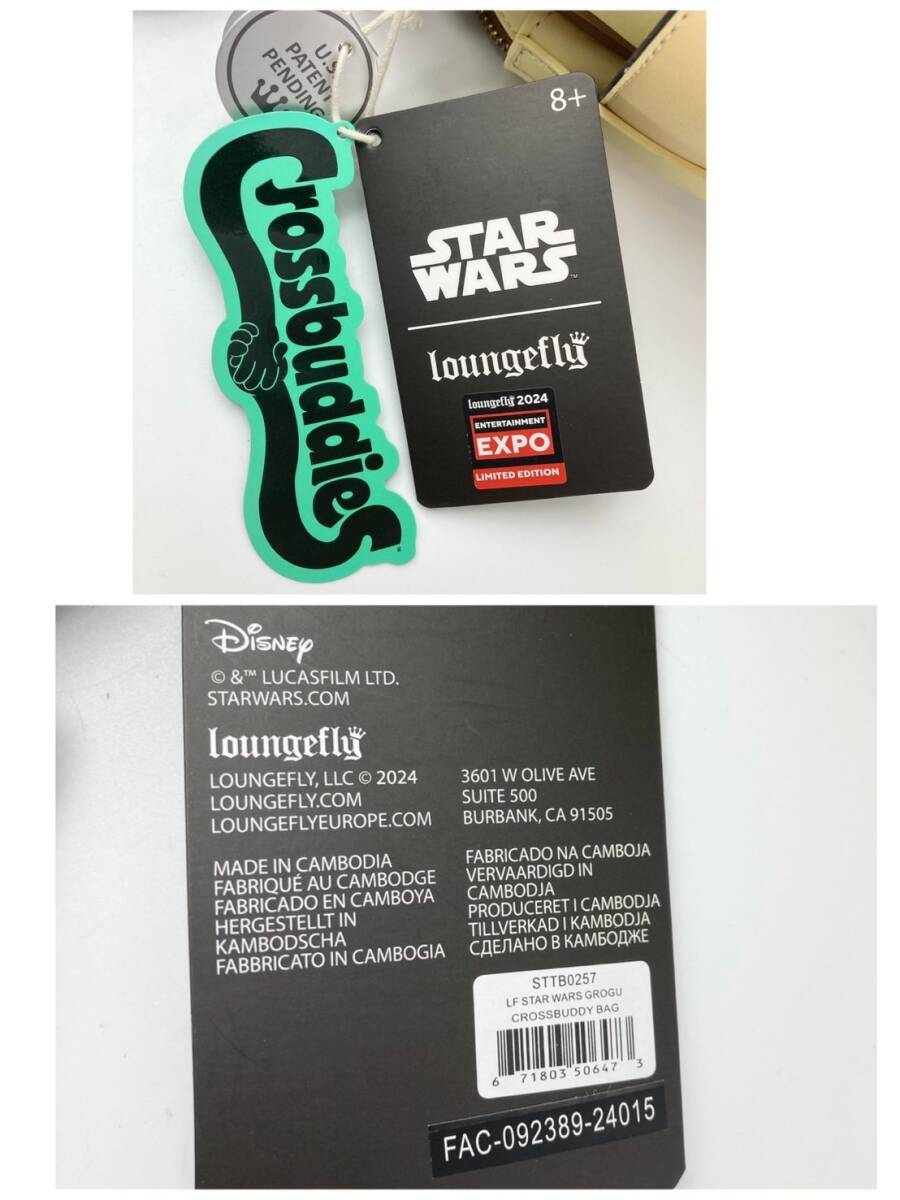 U.S.
PATENT
PENDING
Crossbuddies
8+
STAR
WARS
loungefly
loungefly 2024
ENTERTAINMENT
EXPO
LIMITED EDITION
Disney
© &™ LUCASFILM LTD.
STARWARS.COM
loungefly
LOUNGEFLY, LLC © 2024
LOUNGEFLY.COM
LOUNGEFLYEUROPE.COM
3601 W OLIVE AVE
SUITE 500
BURBANK, CA 91505
MADE IN CAMBODIA
FABRIQUÉ AU CAMBODGE
FABRICADO EN CAMBOYA
HERGESTELLT IN
KAMBODSCHA
FABBRICATO IN CAMBOGIA
FABRICADO NA CAMBOJA
VERVAARDIGD IN
CAMBODJA
PRODUCERET I CAMBODJA
TILLVERKAD I KAMBODJA
СДЕЛАНО В КАМБОДЖЕ
STTB0257
LF STAR WARS GROGU
CROSSBUDDY BAG
6 71803 50647 3
FAC-092389-24015